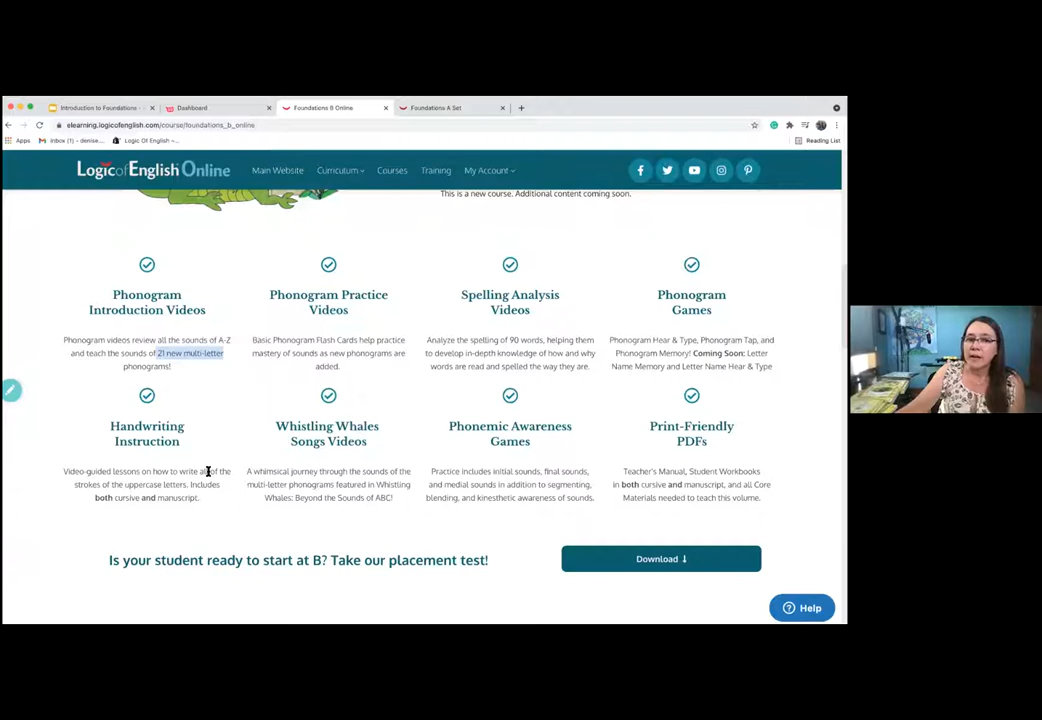 Introduction to Foundations -
Dashboard
Foundations B Online
Foundations A Set
elearning.logicofenglish.com/course/foundations_b_online
Apps
Inbox (1) - denise....
Logic Of English –...
Reading List
Logic of English Online
Main Website
Curriculum
Courses
Training
My Account
This is a new course. Additional content coming soon.
Phonogram
Introduction Videos
Phonogram videos review all the sounds of A-Z
and teach the sounds of 21 new multi-letter
phonograms!
Phonogram Practice
Videos
Basic Phonogram Flash Cards help practice
mastery of sounds as new phonograms are
added.
Spelling Analysis
Videos
Analyze the spelling of 90 words, helping them
to develop in-depth knowledge of how and why
words are read and spelled the way they are.
Phonogram
Games
Phonogram Hear & Type, Phonogram Tap, and
Phonogram Memory! Coming Soon: Letter
Name Memory and Letter Name Hear & Type
Handwriting
Instruction
Video-guided lessons on how to write all of the
strokes of the uppercase letters. Includes
both cursive and manuscript.
Whistling Whales
Songs Videos
A whimsical journey through the sounds of the
multi-letter phonograms featured in Whistling
Whales: Beyond the Sounds of ABC!
Phonemic Awareness
Games
Practice includes initial sounds, final sounds,
and medial sounds in addition to segmenting,
blending, and kinesthetic awareness of sounds.
Print-Friendly
PDFs
Teacher's Manual, Student Workbooks
in both cursive and manuscript, and all Core
Materials needed to teach this volume.
Is your student ready to start at B? Take our placement test!
Download
Help